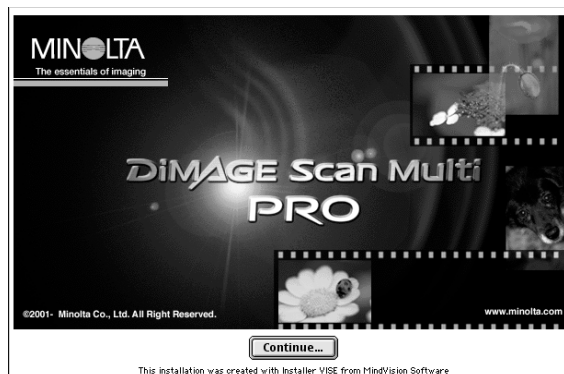 MINOLTA
The essentials of imaging
DiMAGE Scan Multi
PRO
©2001- Minolta Co., Ltd. All Right Reserved.
www.minolta.com
Continue...
This installation was created with Installer VISE from MindVision Software